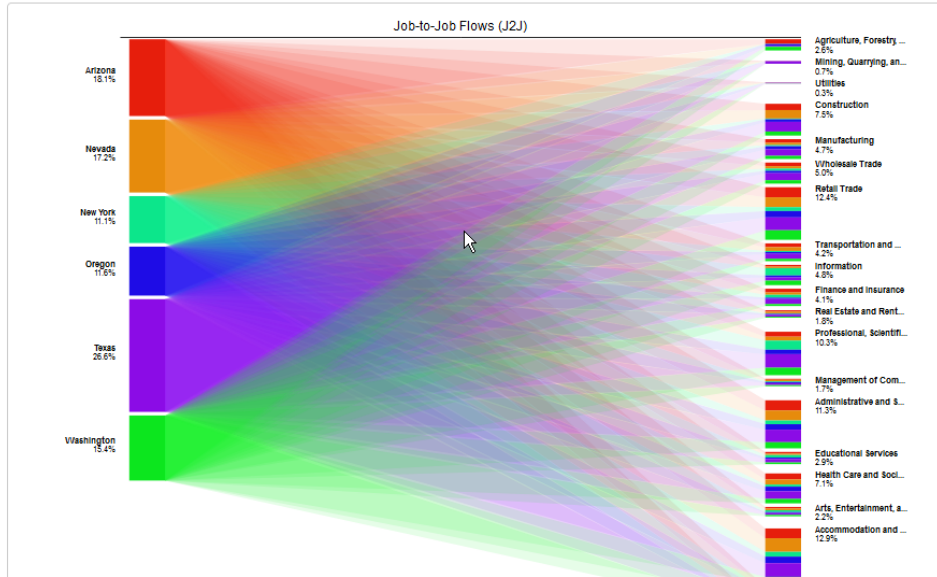 Job-to-Job Flows (J2J)
Arizona
18.1%
Nevada
17.2%
New York
11.1%
Oregon
11.6%
Texas
26.6%
Washington
15.4%
Agriculture, Forestry, ...
2.6%
Mining, Quarrying, an...
0.7%
Utilities
0.3%
Construction
7.5%
Manufacturing
4.7%
Wholesale Trade
5.0%
Retail Trade
12.4%
Transportation and ...
4.2%
Information
4.8%
Finance and Insurance
4.1%
Real Estate and Rent...
1.8%
Professional, Scientifi...
10.3%
Management of Com...
1.7%
Administrative and S...
11.3%
Educational Services
2.9%
Health Care and Soci...
7.1%
Arts, Entertainment, a...
2.2%
Accommodation and ...
12.9%